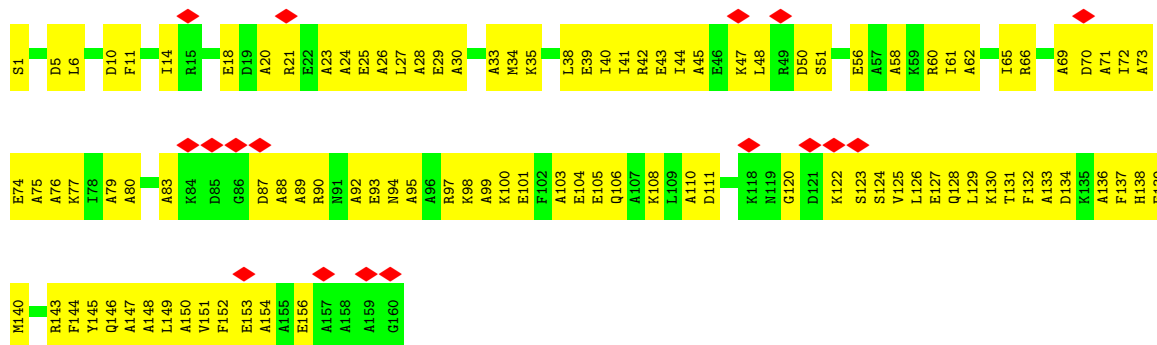 S1 D5 L6 D10 F11 I14 R15 E18 D19 A20 R21 E22 A23 A24 E25 A26 L27 A28 E29 A30 A33 M34 K35 L38 E39 I40 I41 R42 E43 I44 A45 E46 K47 L48 R49 D50 S51 E56 A57 A58 K59 R60 I61 A62 I65 R66 A69 D70 A71 I72 A73
E74 A75 A76 K77 I78 A79 A80 A83 K84 D85 G86 D87 A88 A89 R90 N91 A92 E93 N94 A95 A96 R97 K98 A99 K100 E101 F102 A103 E104 E105 Q106 A107 K108 L109 A110 D111 K118 N119 G120 D121 K122 S123 S124 V125 L126 E127 Q128 L129 K130 T131 F132 A133 D134 K135 A136 F137 H138
M140 R143 F144 Y145 Q146 A147 A148 L149 A150 V151 F152 E153 A154 A155 E156 A157 A158 A159 G160